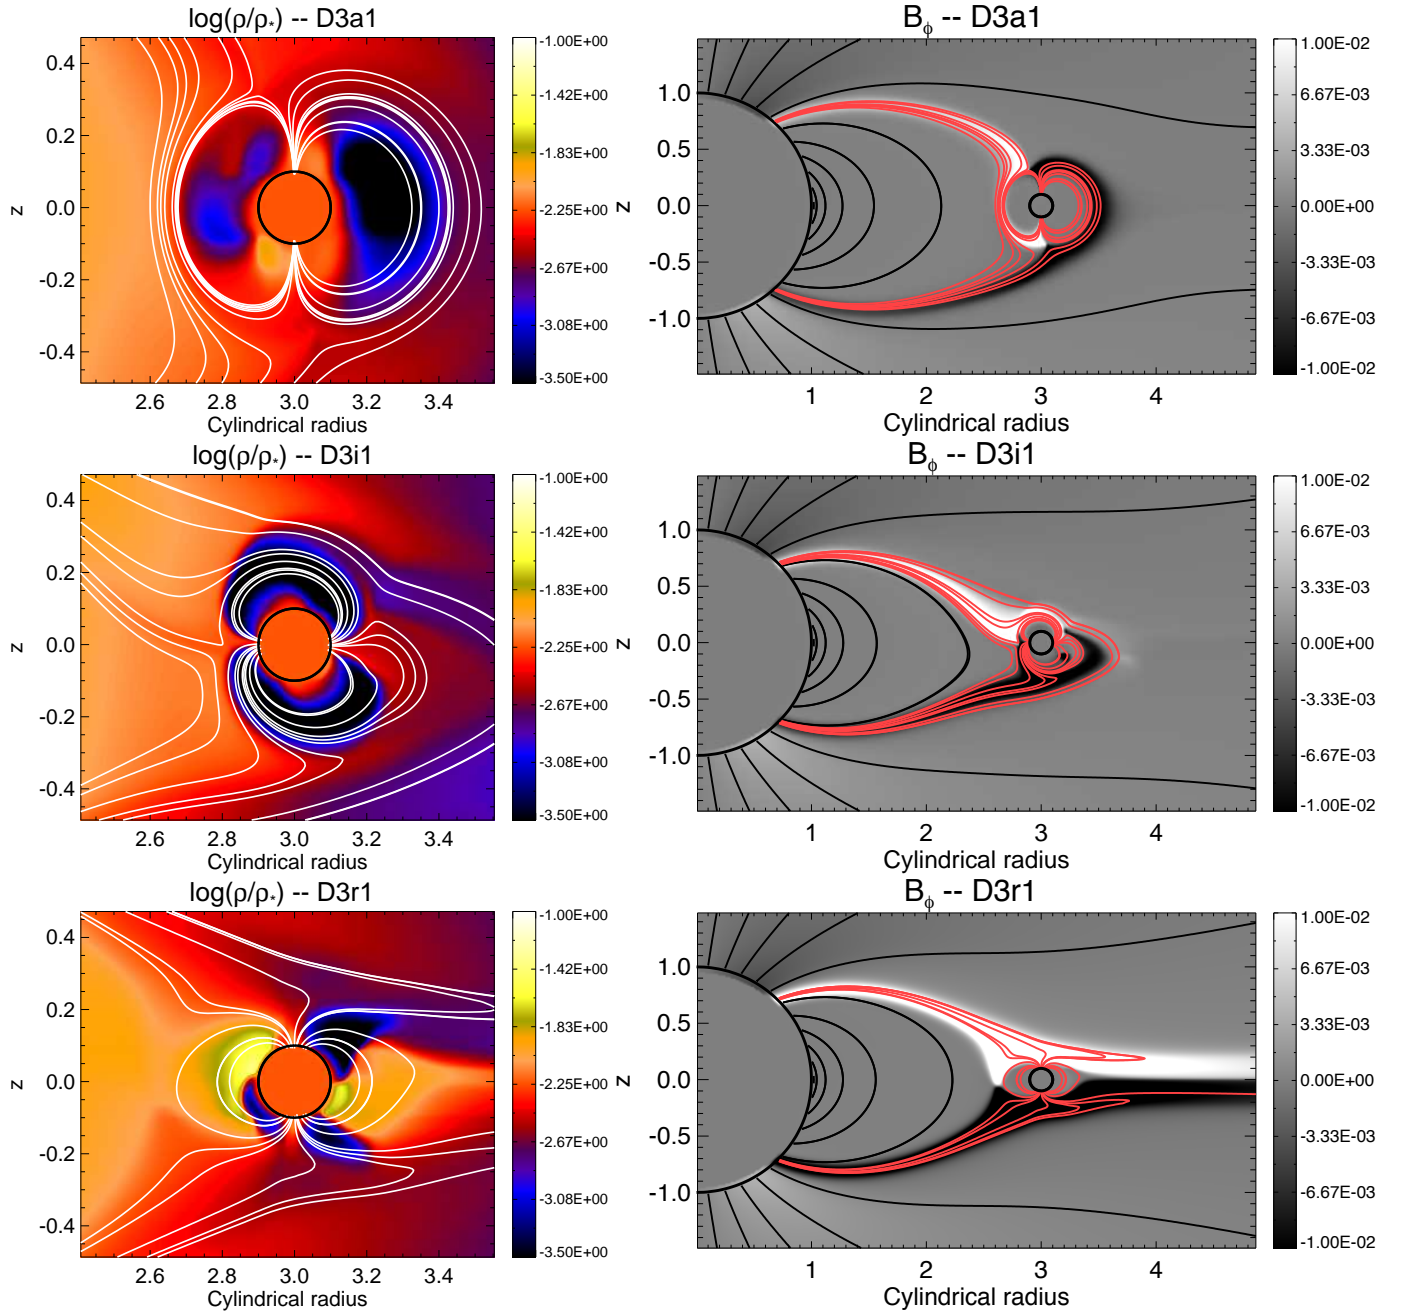 log(ρ/ρ*) -- D3a1
0.4
0.2
0.0
-0.2
-0.4
z
2.6 2.8 3.0 3.2 3.4
Cylindrical radius
-1.00E+00
-1.42E+00
-1.83E+00
-2.25E+00
-2.67E+00
-3.08E+00
-3.50E+00
Bϕ -- D3a1
1.0
0.5
0.0
-0.5
-1.0
z
1 2 3 4
Cylindrical radius
1.00E-02
6.67E-03
3.33E-03
0.00E+00
-3.33E-03
-6.67E-03
-1.00E-02
log(ρ/ρ*) -- D3i1
0.4
0.2
0.0
-0.2
-0.4
z
2.6 2.8 3.0 3.2 3.4
Cylindrical radius
-1.00E+00
-1.42E+00
-1.83E+00
-2.25E+00
-2.67E+00
-3.08E+00
-3.50E+00
Bϕ -- D3i1
1.0
0.5
0.0
-0.5
-1.0
z
1 2 3 4
Cylindrical radius
1.00E-02
6.67E-03
3.33E-03
0.00E+00
-3.33E-03
-6.67E-03
-1.00E-02
log(ρ/ρ*) -- D3r1
0.4
0.2
0.0
-0.2
-0.4
z
2.6 2.8 3.0 3.2 3.4
Cylindrical radius
-1.00E+00
-1.42E+00
-1.83E+00
-2.25E+00
-2.67E+00
-3.08E+00
-3.50E+00
Bϕ -- D3r1
1.0
0.5
0.0
-0.5
-1.0
z
1 2 3 4
Cylindrical radius
1.00E-02
6.67E-03
3.33E-03
0.00E+00
-3.33E-03
-6.67E-03
-1.00E-02